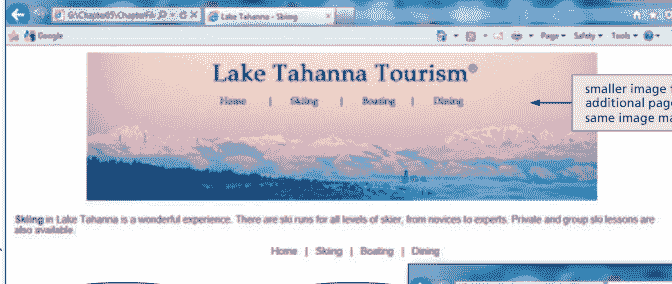 G:\Chapter05\ChapterFil
Lake Tahanna - Skiing
Google
Page
Safety
Tools
Lake Tahanna Tourism®
Home | Skiing | Boating | Dining
smaller image
additional page
same image ma
Skiing in Lake Tahanna is a wonderful experience. There are ski runs for all levels of skier, from novices to experts. Private and group ski lessons are
also available.
Home | Skiing | Boating | Dining